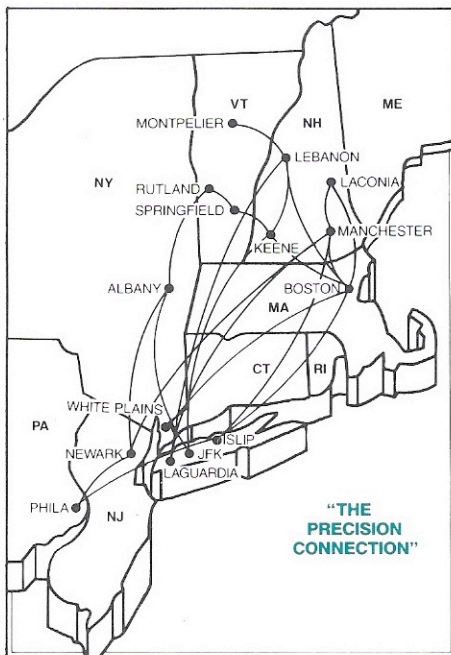 VT
NH
ME
MONTPELIER
LEBANON
NY
RUTLAND
LACONIA
SPRINGFIELD
MANCHESTER
KEENE
ALBANY
BOSTON
MA
CT
RI
WHITE PLAINS
PA
ISLIP
NEWARK
JFK
LAGUARDIA
PHILA
NJ
"THE
PRECISION
CONNECTION"